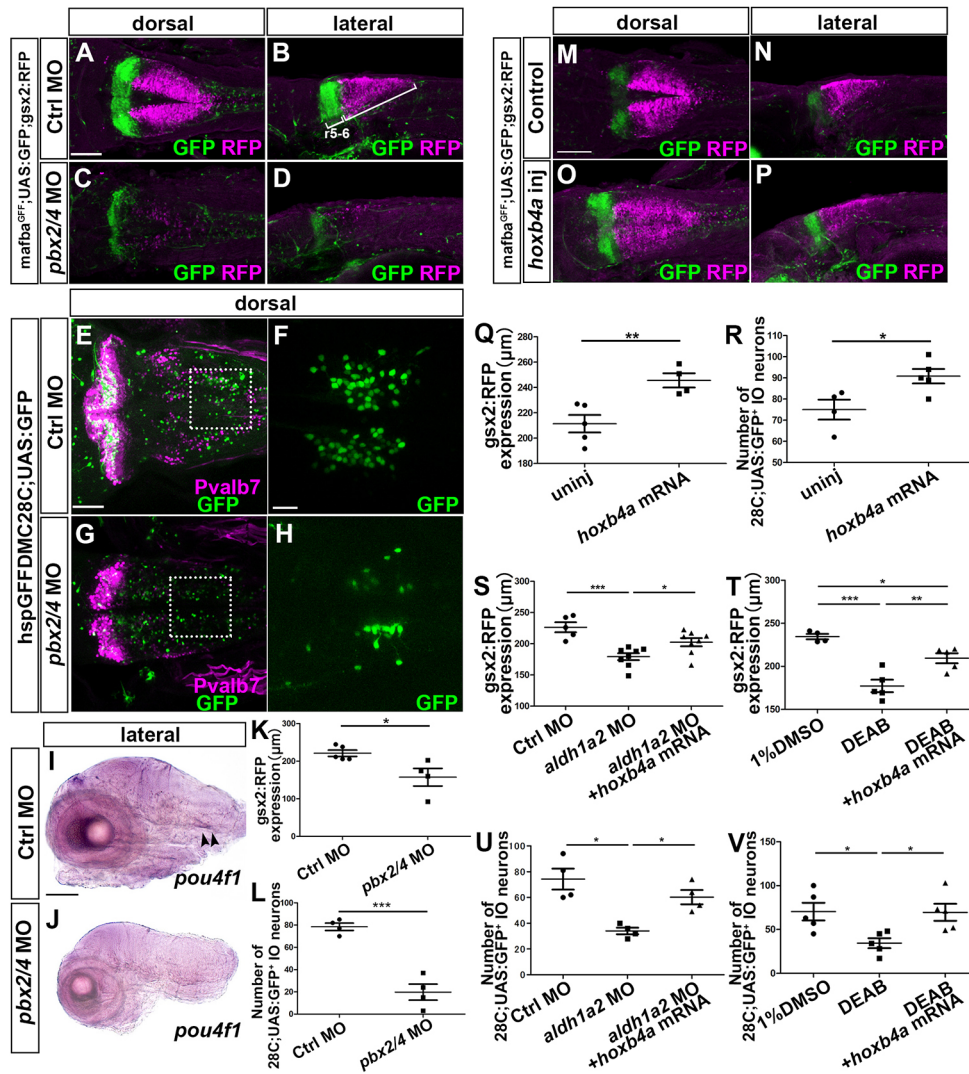 dorsal
lateral
mafbaGFF;UAS:GFP;gsx2:RFP
Ctrl MO
pbx2/4 MO
A
B
r5-6
GFP RFP
GFP RFP
C
D
GFP RFP
GFP RFP
dorsal
lateral
mafbaGFF;UAS:GFP;gsx2:RFP
Control
hoxb4a inj
M
N
GFP RFP
GFP RFP
O
P
GFP RFP
GFP RFP
dorsal
hspGFFDMC28C;UAS:GFP
Ctrl MO
pbx2/4 MO
E
Pvalb7
GFP
F
GFP
G
Pvalb7
GFP
H
GFP
lateral
Ctrl MO
pbx2/4 MO
I
pou4f1
J
pou4f1
K
gsx2:RFP
expression (µm)
300
200
100
0
*
Ctrl MO
pbx2/4 MO
L
Number of
28C;UAS:GFP+ IO neurons
100
80
60
40
20
0
***
Ctrl MO
pbx2/4 MO
Q
gsx2:RFP
expression (µm)
280
260
240
220
200
180
**
uninj
hoxb4a mRNA
R
Number of
28C;UAS:GFP+ IO neurons
110
100
90
80
70
60
50
*
uninj
hoxb4a mRNA
S
gsx2:RFP
expression (µm)
300
250
200
150
100
***
*
Ctrl MO
aldh1a2 MO
aldh1a2 MO
+hoxb4a mRNA
T
gsx2:RFP
expression (µm)
300
250
200
150
*
***
**
1%DMSO
DEAB
DEAB
+hoxb4a mRNA
U
Number of
28C;UAS:GFP+ IO neurons
100
80
60
40
20
0
*
*
Ctrl MO
aldh1a2 MO
aldh1a2 MO
+hoxb4a mRNA
V
Number of
28C;UAS:GFP+ IO neurons
150
100
50
0
*
*
1%DMSO
DEAB
DEAB
+hoxb4a mRNA